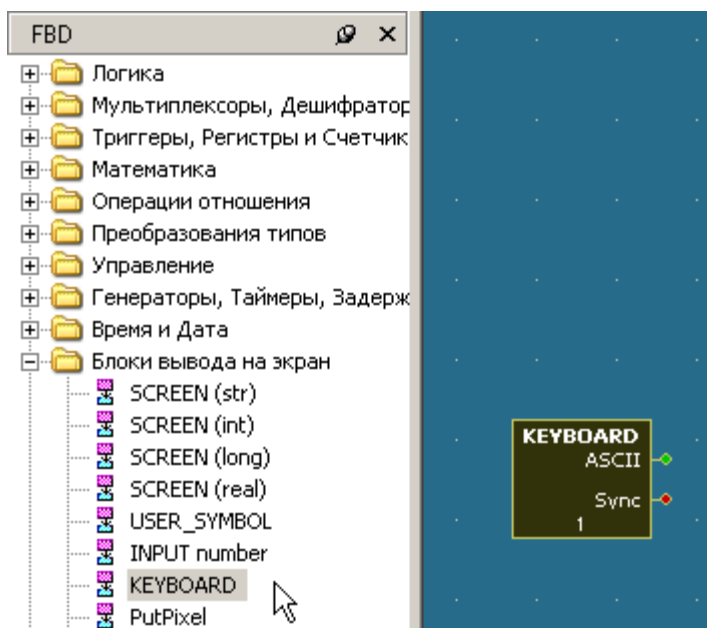 FBD
Логика
Мультиплексоры, Дешифратор
Триггеры, Регистры и Счетчик
Математика
Операции отношения
Преобразования типов
Управление
Генераторы, Таймеры, Задерж
Время и Дата
Блоки вывода на экран
SCREEN (str)
SCREEN (int)
SCREEN (long)
SCREEN (real)
USER_SYMBOL
INPUT number
KEYBOARD
PutPixel
KEYBOARD
ASCII
Sync
1